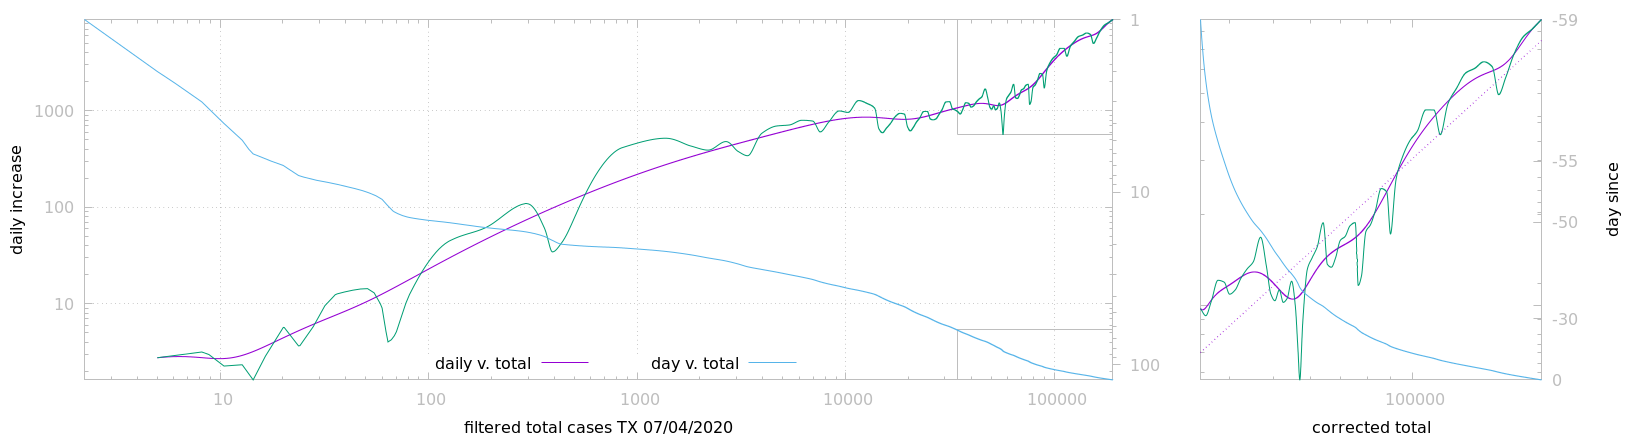 1
-59
1000
10
-55
100
-50
10
-30
100
0
daily increase
day since
daily v. total
day v. total
10
100
1000
10000
100000
100000
filtered total cases TX 07/04/2020
corrected total